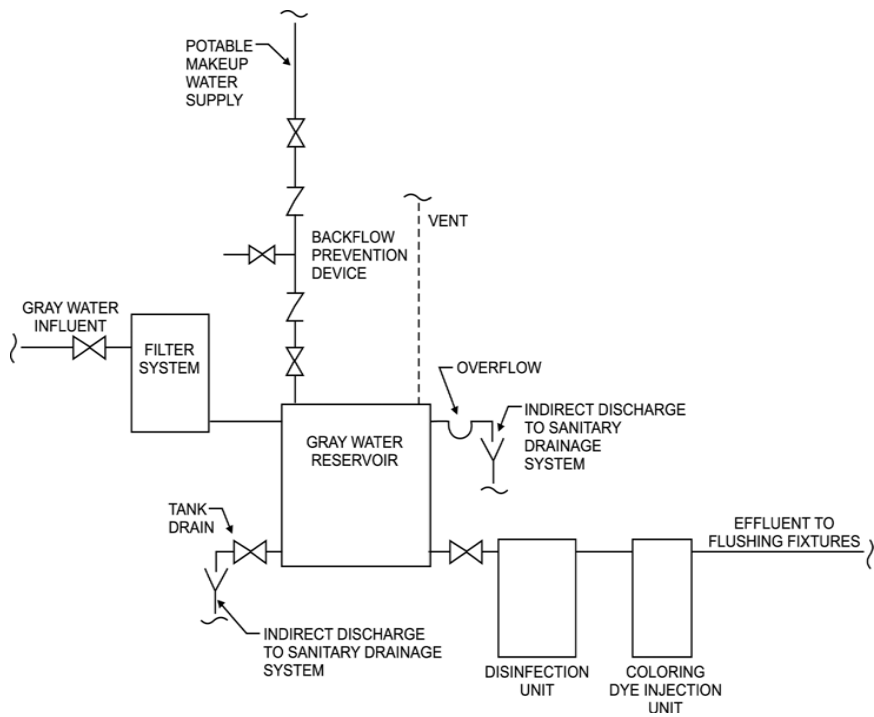 POTABLE
MAKEUP
WATER
SUPPLY
VENT
BACKFLOW
PREVENTION
DEVICE
GRAY WATER
INFLUENT
FILTER
SYSTEM
OVERFLOW
INDIRECT DISCHARGE
TO SANITARY
DRAINAGE
SYSTEM
GRAY WATER
RESERVOIR
TANK
DRAIN
EFFLUENT TO
FLUSHING FIXTURES
INDIRECT DISCHARGE
TO SANITARY DRAINAGE
SYSTEM
DISINFECTION
UNIT
COLORING
DYE INJECTION
UNIT